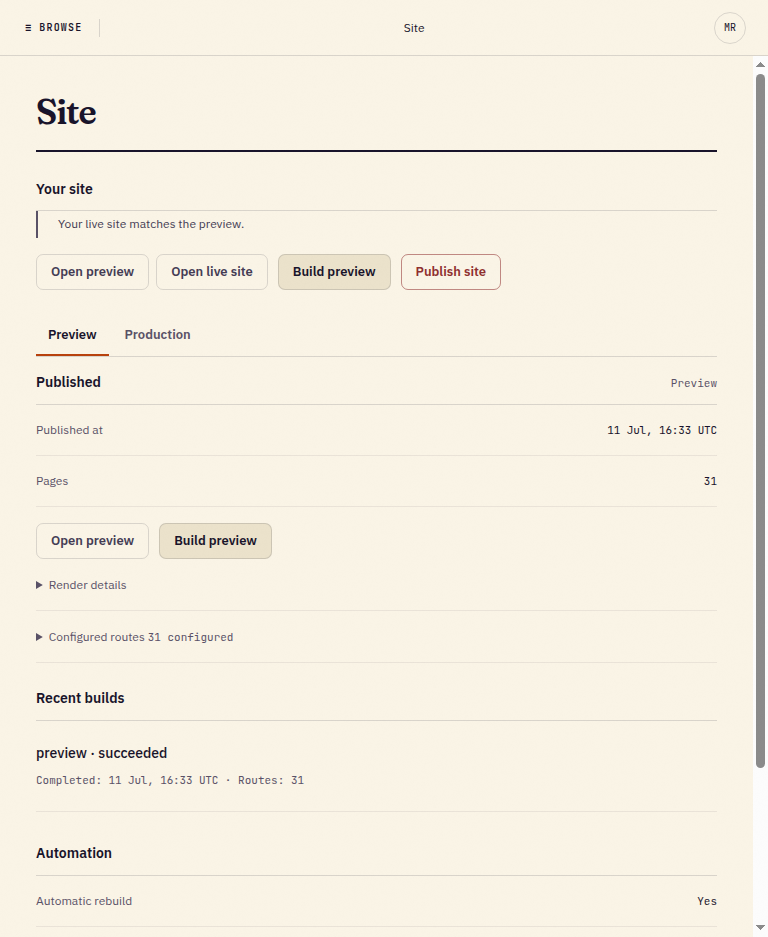 ≡ BROWSE
Site
MR
Site
Your site
Your live site matches the preview.
Open preview
Open live site
Build preview
Publish site
Preview
Production
Published
Preview
Published at
11 Jul, 16:33 UTC
Pages
31
Open preview
Build preview
Render details
Configured routes 31 configured
Recent builds
preview · succeeded
Completed: 11 Jul, 16:33 UTC · Routes: 31
Automation
Automatic rebuild
Yes